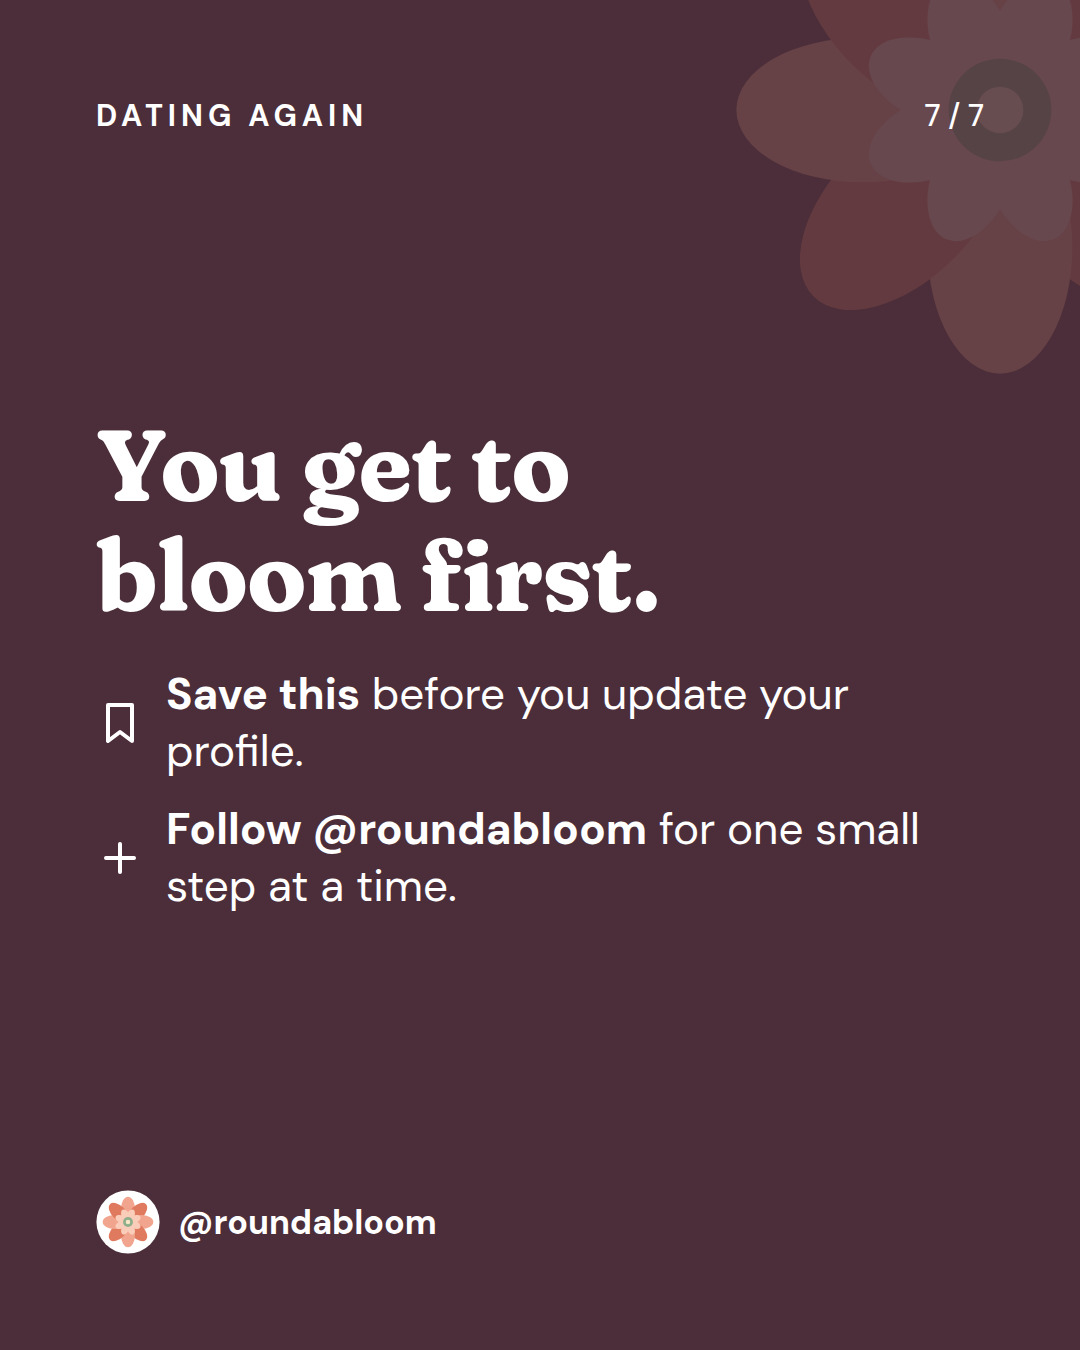 DATING AGAIN
7 / 7
You get to
bloom first.
Save this before you update your
profile.
Follow @roundabloom for one small
step at a time.
@roundabloom